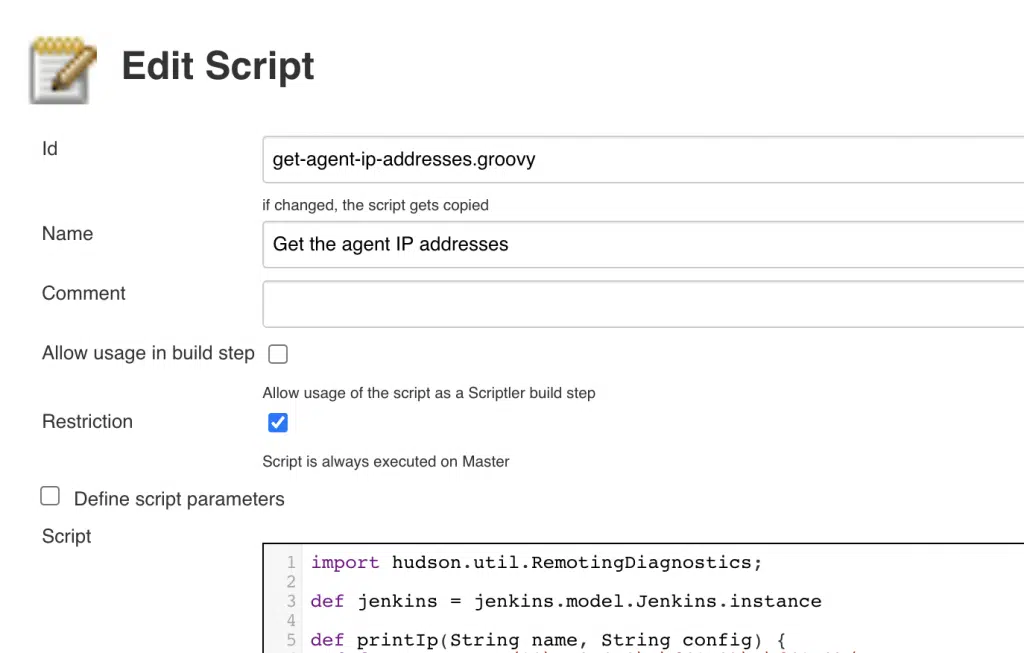 Edit Script
Id
get-agent-ip-addresses.groovy
if changed, the script gets copied
Name
Get the agent IP addresses
Comment
Allow usage in build step
Allow usage of the script as a Scriptler build step
Restriction
Script is always executed on Master
Define script parameters
Script
1 import hudson.util.RemotingDiagnostics;
2
3 def jenkins = jenkins.model.Jenkins.instance
4
5 def printIp(String name, String config) {